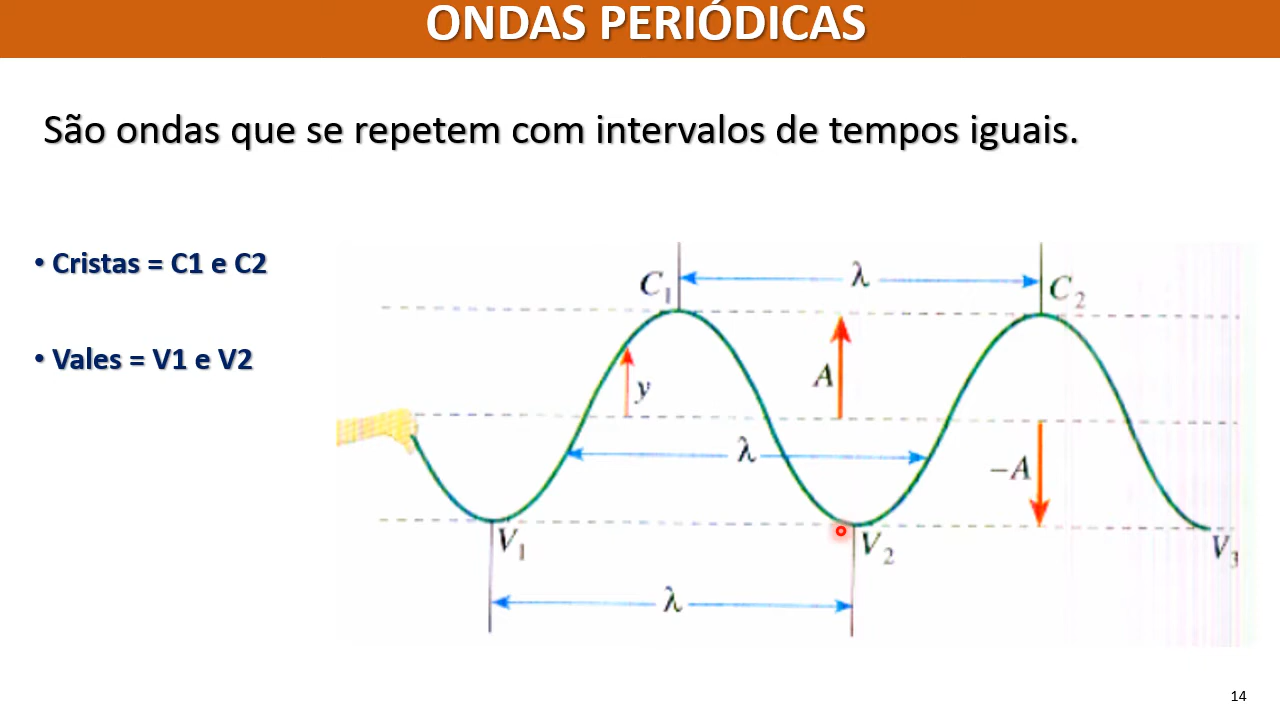 ONDAS PERIÓDICAS
São ondas que se repetem com intervalos de tempos iguais.
• Cristas = C1 e C2
• Vales = V1 e V2
C₁
λ
C₂
y
A
λ
−A
V₁
V₂
V₃
λ
14